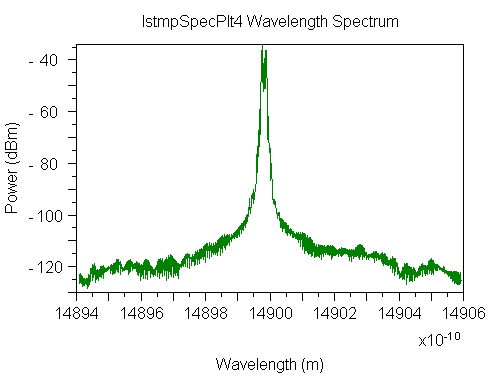 lstmpSpecPlt4 Wavelength Spectrum
- 40
- 60
- 80
-100
-120
Power (dBm)
14894 14896 14898 14900 14902 14904 14906
x10-10
Wavelength (m)